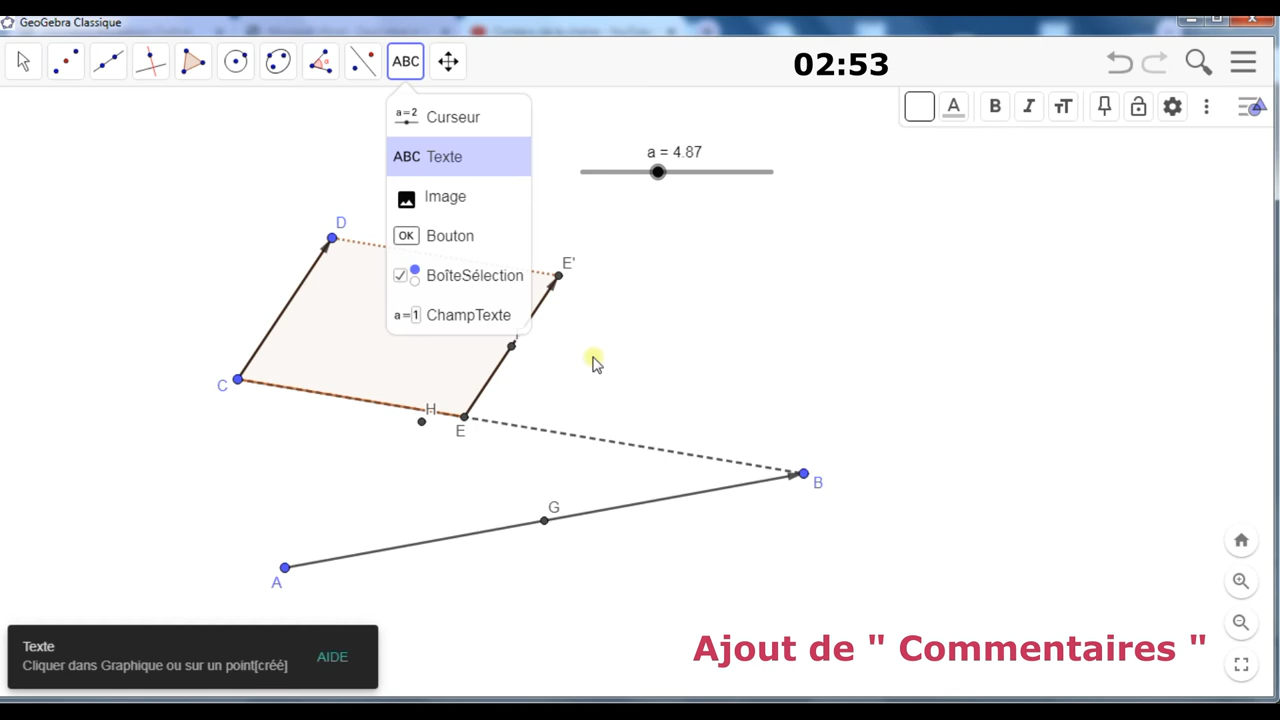 GeoGebra Classique
ABC
02:53
a=2 Curseur
A B I тT
ABC Texte
a = 4.87
Image
D
OK Bouton
E'
BoîteSélection
a=1 ChampTexte
C
H
E
B
G
A
Texte
Cliquer dans Graphique ou sur un point[créé]
AIDE
Ajout de " Commentaires "